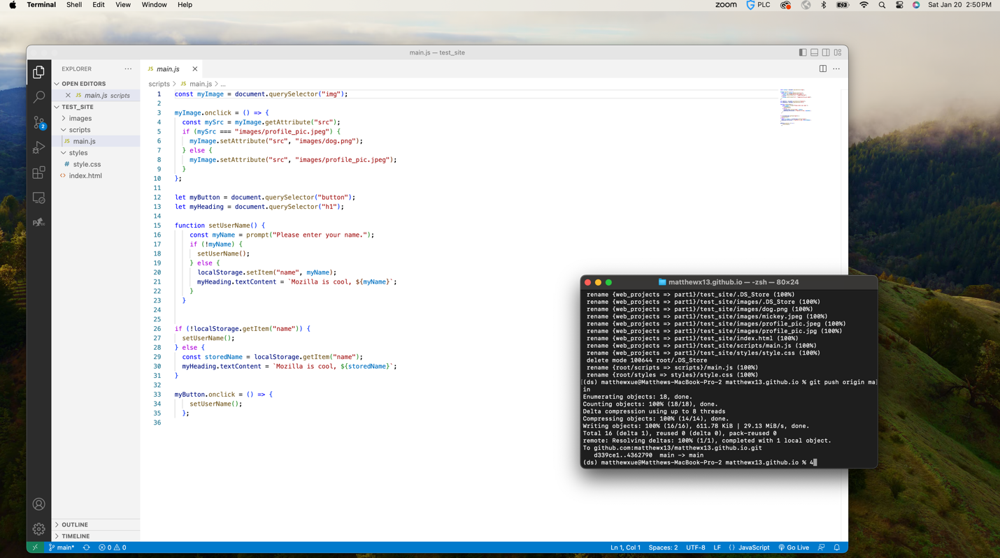 Terminal Shell Edit View Window Help
zoom PLC Sat Jan 20 2:50 PM
main.js — test_site
EXPLORER
OPEN EDITORS
JS main.js scripts
TEST_SITE
images
scripts
JS main.js
styles
# style.css
<> index.html
2
OUTLINE
TIMELINE
JS main.js
scripts > JS main.js > ...
1 const myImage = document.querySelector("img");
2
3 myImage.onclick = () => {
4 const mySrc = myImage.getAttribute("src");
5 if (mySrc === "images/profile_pic.jpeg") {
6 myImage.setAttribute("src", "images/dog.png");
7 } else {
8 myImage.setAttribute("src", "images/profile_pic.jpeg");
9 }
10 };
11
12 let myButton = document.querySelector("button");
13 let myHeading = document.querySelector("h1");
14
15 function setUserName() {
16 const myName = prompt("Please enter your name.");
17 if (!myName) {
18 setUserName();
19 } else {
20 localStorage.setItem("name", myName);
21 myHeading.textContent = `Mozilla is cool, ${myName}`;
22 }
23 }
24
25
26 if (!localStorage.getItem("name")) {
27 setUserName();
28 } else {
29 const storedName = localStorage.getItem("name");
30 myHeading.textContent = `Mozilla is cool, ${storedName}`;
31 }
32
33 myButton.onclick = () => {
34 setUserName();
35 };
36
matthewx13.github.io — -zsh — 80×24
rename {web_projects => part1}/test_site/.DS_Store (100%)
rename {web_projects => part1}/test_site/images/.DS_Store (100%)
rename {web_projects => part1}/test_site/images/dog.png (100%)
rename {web_projects => part1}/test_site/images/mickey.jpeg (100%)
rename {web_projects => part1}/test_site/images/profile_pic.jpeg (100%)
rename {web_projects => part1}/test_site/images/profile_pic.jpg (100%)
rename {web_projects => part1}/test_site/index.html (100%)
rename {web_projects => part1}/test_site/scripts/main.js (100%)
rename {web_projects => part1}/test_site/styles/style.css (100%)
delete mode 100644 root/.DS_Store
rename {root/scripts => scripts}/main.js (100%)
rename {root/styles => styles}/style.css (100%)
[(ds) matthewxue@Matthews-MacBook-Pro-2 matthewx13.github.io % git push origin ma]
in
Enumerating objects: 18, done.
Counting objects: 100% (18/18), done.
Delta compression using up to 8 threads
Compressing objects: 100% (14/14), done.
Writing objects: 100% (16/16), 611.78 KiB | 29.13 MiB/s, done.
Total 16 (delta 1), reused 0 (delta 0), pack-reused 0
remote: Resolving deltas: 100% (1/1), completed with 1 local object.
To github.com:matthewx13/matthewx13.github.io.git
d339ce1..4362790 main -> main
(ds) matthewxue@Matthews-MacBook-Pro-2 matthewx13.github.io % 4
main* 0 0 Ln 1, Col 1 Spaces: 2 UTF-8 LF {} JavaScript Go Live